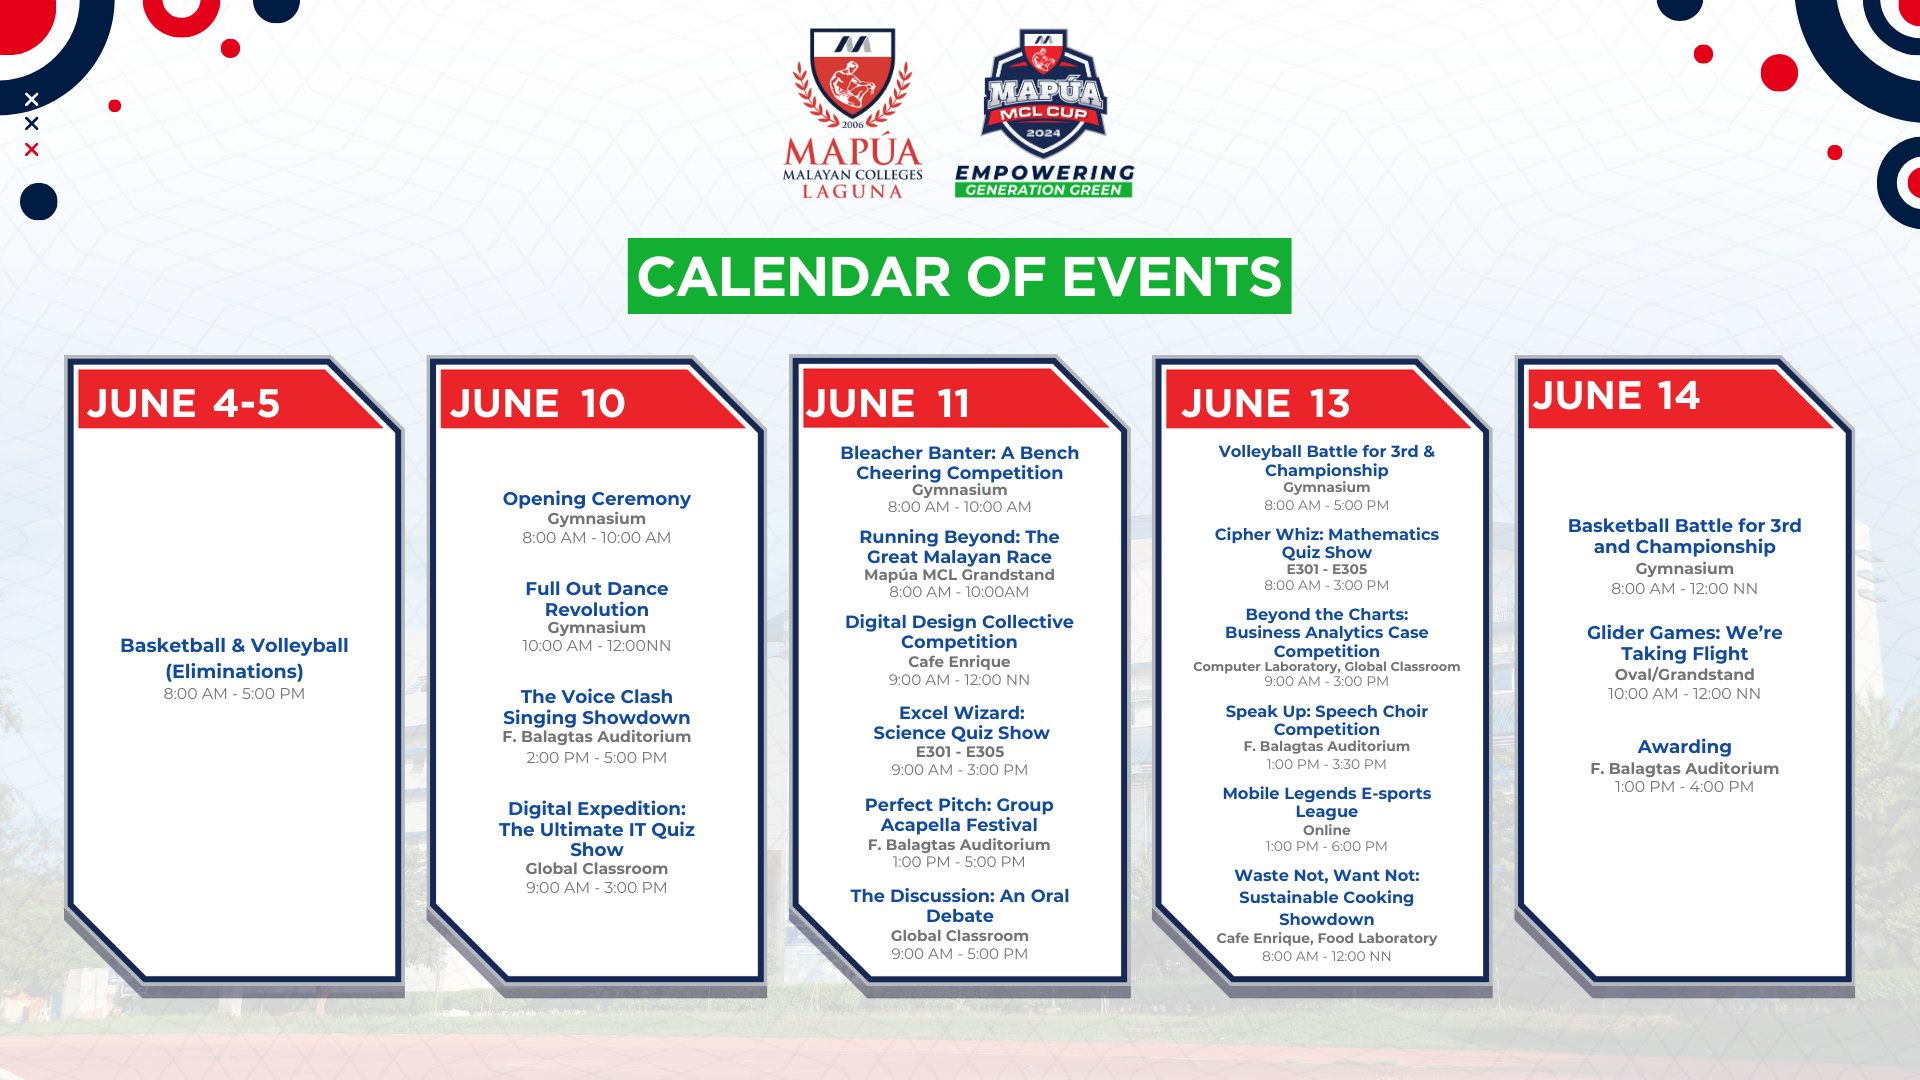 2006
MAPÚA
MALAYAN COLLEGES
LAGUNA
MAPÚA
MCL CUP
2024
EMPOWERING
GENERATION GREEN
CALENDAR OF EVENTS
JUNE 4-5
Basketball & Volleyball
(Eliminations)
8:00 AM - 5:00 PM
JUNE 10
Opening Ceremony
Gymnasium
8:00 AM - 10:00 AM
Full Out Dance
Revolution
Gymnasium
10:00 AM - 12:00NN
The Voice Clash
Singing Showdown
F. Balagtas Auditorium
2:00 PM - 5:00 PM
Digital Expedition:
The Ultimate IT Quiz
Show
Global Classroom
9:00 AM - 3:00 PM
JUNE 11
Bleacher Banter: A Bench
Cheering Competition
Gymnasium
8:00 AM - 10:00 AM
Running Beyond: The
Great Malayan Race
Mapúa MCL Grandstand
8:00 AM - 10:00AM
Digital Design Collective
Competition
Cafe Enrique
9:00 AM - 12:00 NN
Excel Wizard:
Science Quiz Show
E301 - E305
9:00 AM - 3:00 PM
Perfect Pitch: Group
Acapella Festival
F. Balagtas Auditorium
1:00 PM - 5:00 PM
The Discussion: An Oral
Debate
Global Classroom
9:00 AM - 5:00 PM
JUNE 13
Volleyball Battle for 3rd &
Championship
Gymnasium
8:00 AM - 5:00 PM
Cipher Whiz: Mathematics
Quiz Show
E301 - E305
8:00 AM - 3:00 PM
Beyond the Charts:
Business Analytics Case
Competition
Computer Laboratory, Global Classroom
9:00 AM - 3:00 PM
Speak Up: Speech Choir
Competition
F. Balagtas Auditorium
1:00 PM - 3:30 PM
Mobile Legends E-sports
League
Online
1:00 PM - 6:00 PM
Waste Not, Want Not:
Sustainable Cooking
Showdown
Cafe Enrique, Food Laboratory
8:00 AM - 12:00 NN
JUNE 14
Basketball Battle for 3rd
and Championship
Gymnasium
8:00 AM - 12:00 NN
Glider Games: We’re
Taking Flight
Oval/Grandstand
10:00 AM - 12:00 NN
Awarding
F. Balagtas Auditorium
1:00 PM - 4:00 PM